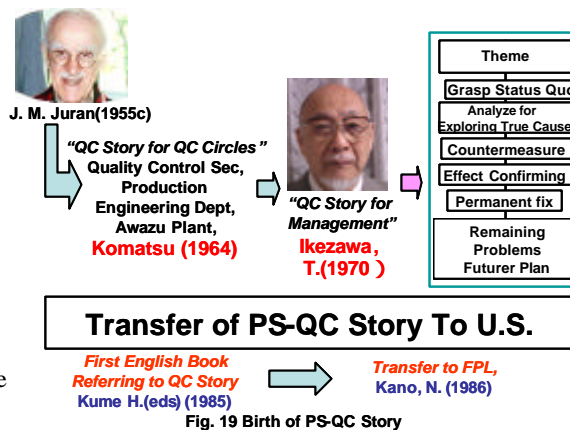 J. M. Juran(1955c)
“QC Story for QC Circles ”
Quality Control Sec,
Production
Engineering Dept,
Awazu Plant,
Komatsu (1964)
“QC Story for
Management”
Ikezawa,
T.(1970 )
Theme
Grasp Status Quo
Analyze for
Exploring True Cause
Countermeasure
Effect Confirming
Permanent fix
Remaining
Problems
Futurer Plan
Transfer of PS-QC Story To U.S.
First English Book
Referring to QC Story
Kume H.(eds) (1985)
Transfer to FPL,
Kano, N. (1986)
e
Fig. 19 Birth of PS-QC Story